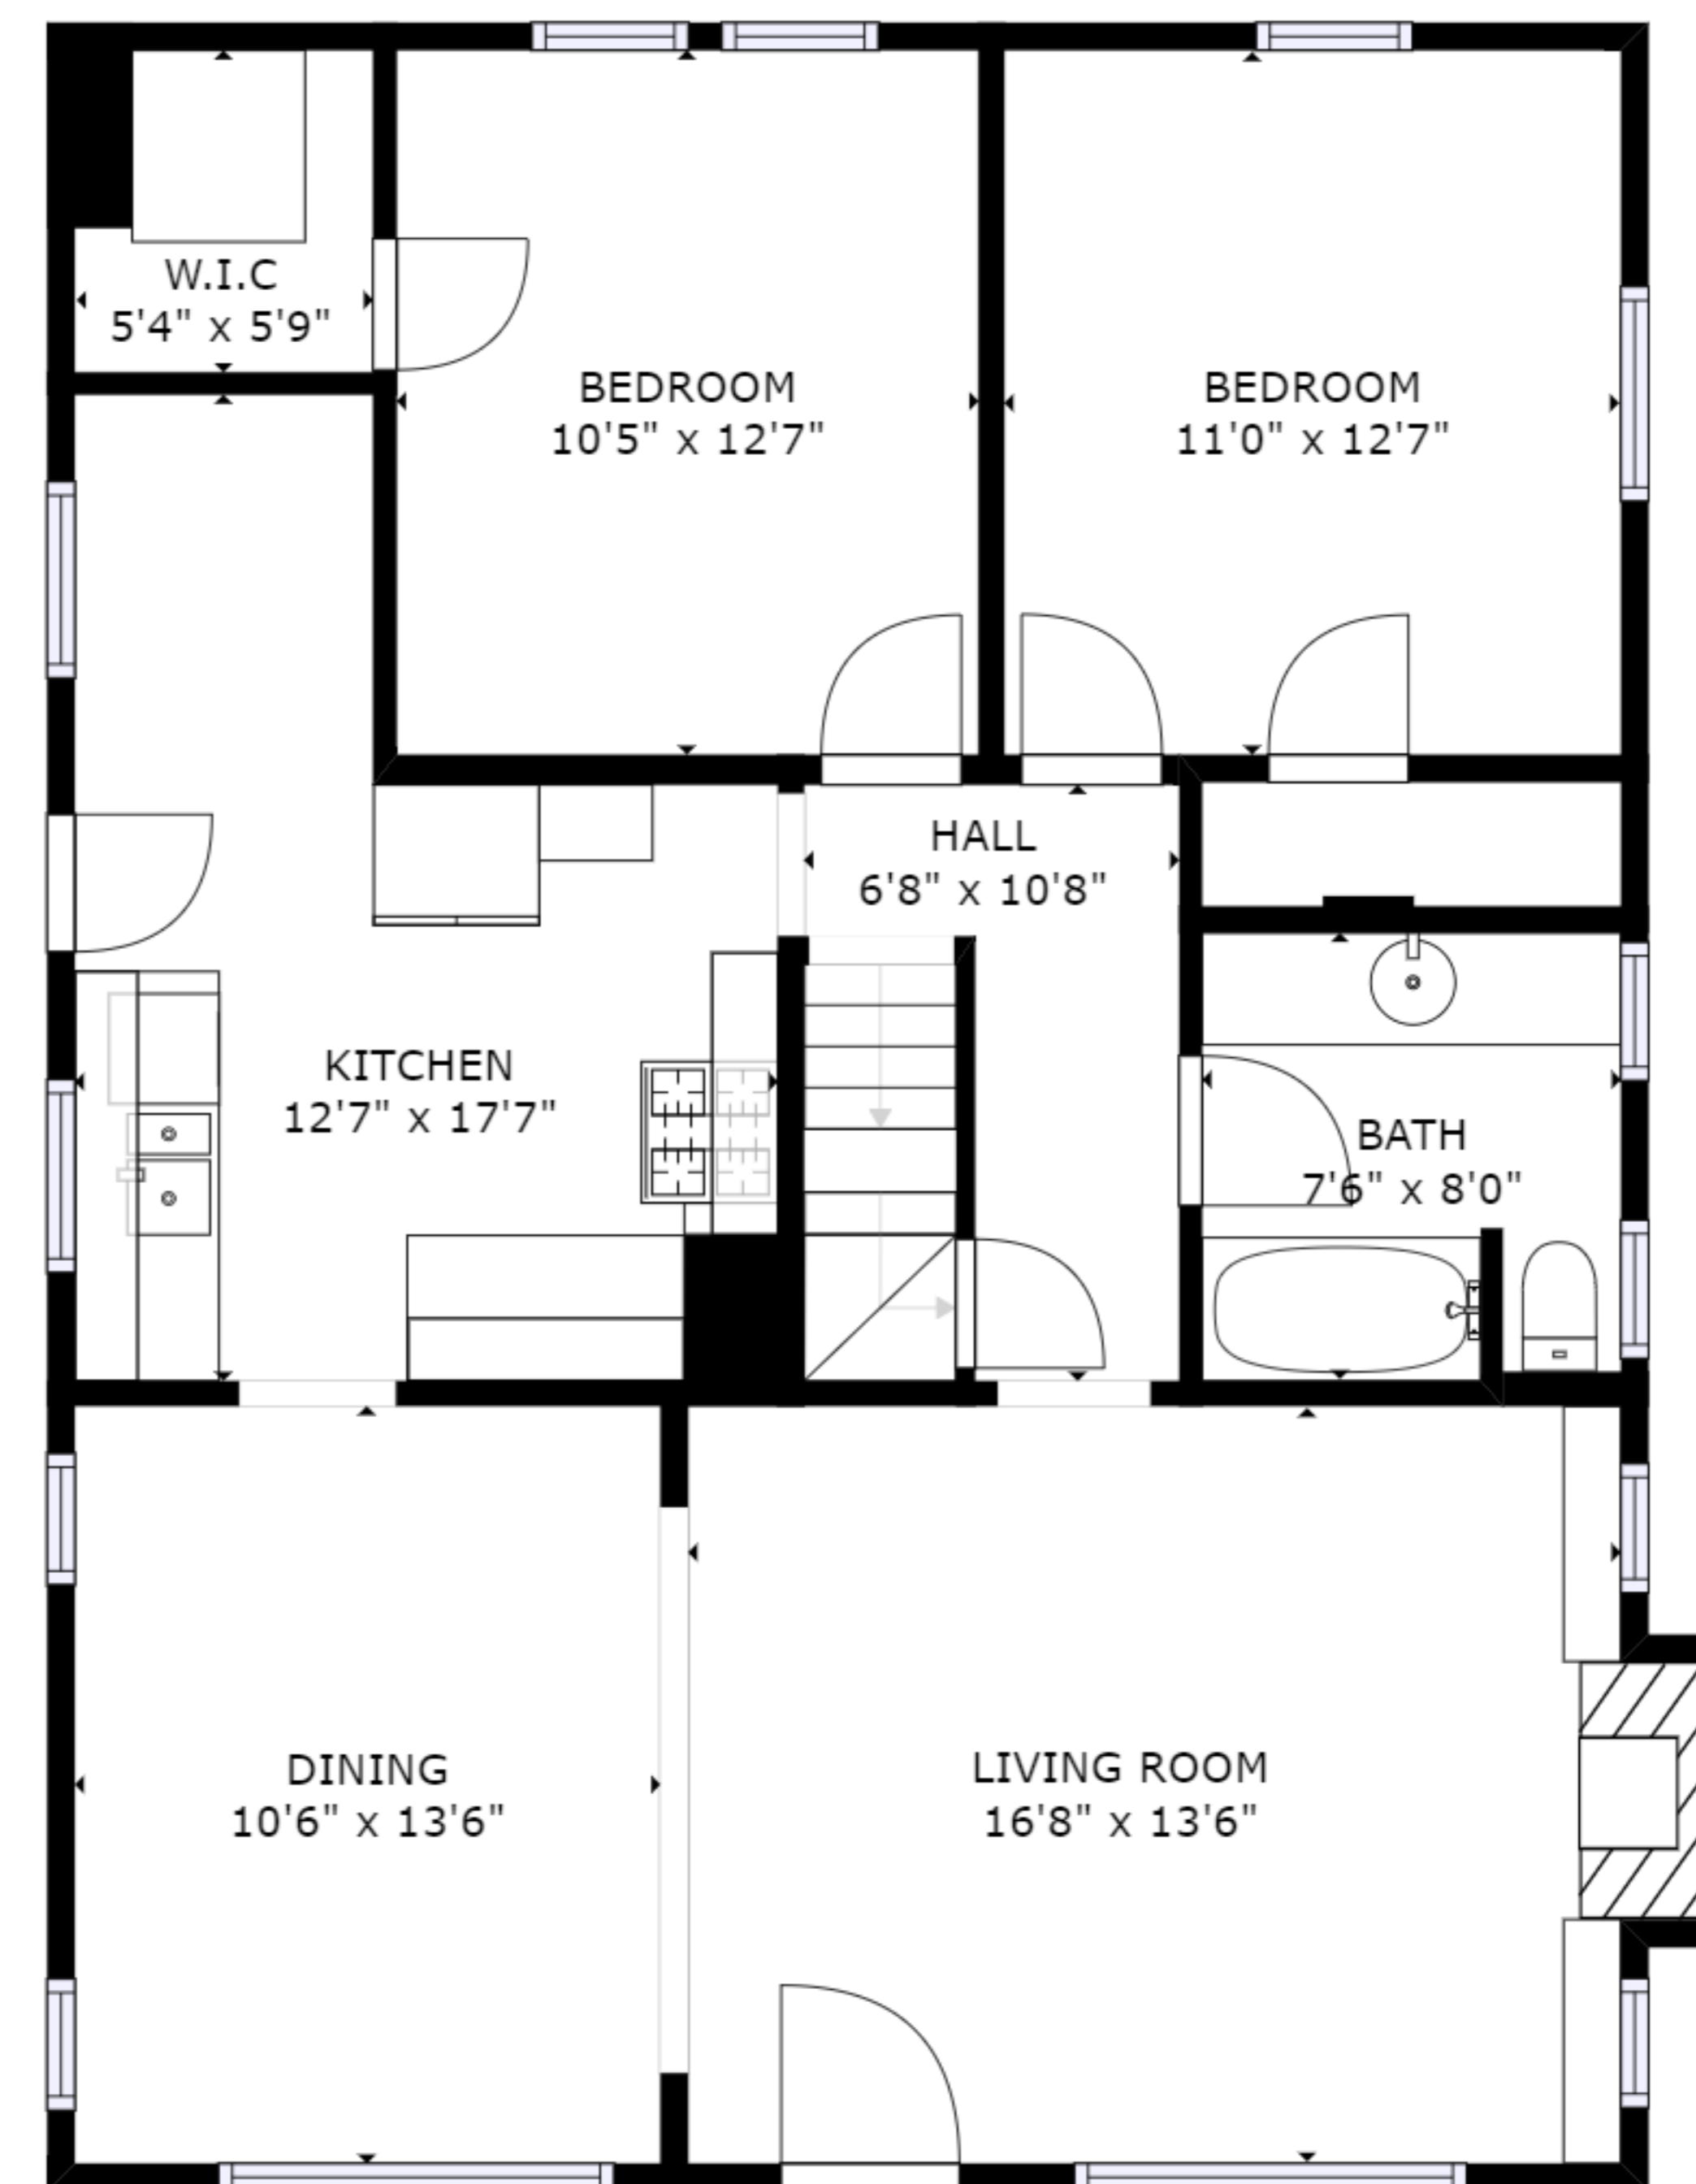 W.I.C
5'4" x 5'9"
BEDROOM
10'5" x 12'7"
BEDROOM
11'0" x 12'7"
HALL
6'8" x 10'8"
KITCHEN
12'7" x 17'7"
BATH
7'6" x 8'0"
DINING
10'6" x 13'6"
LIVING ROOM
16'8" x 13'6"